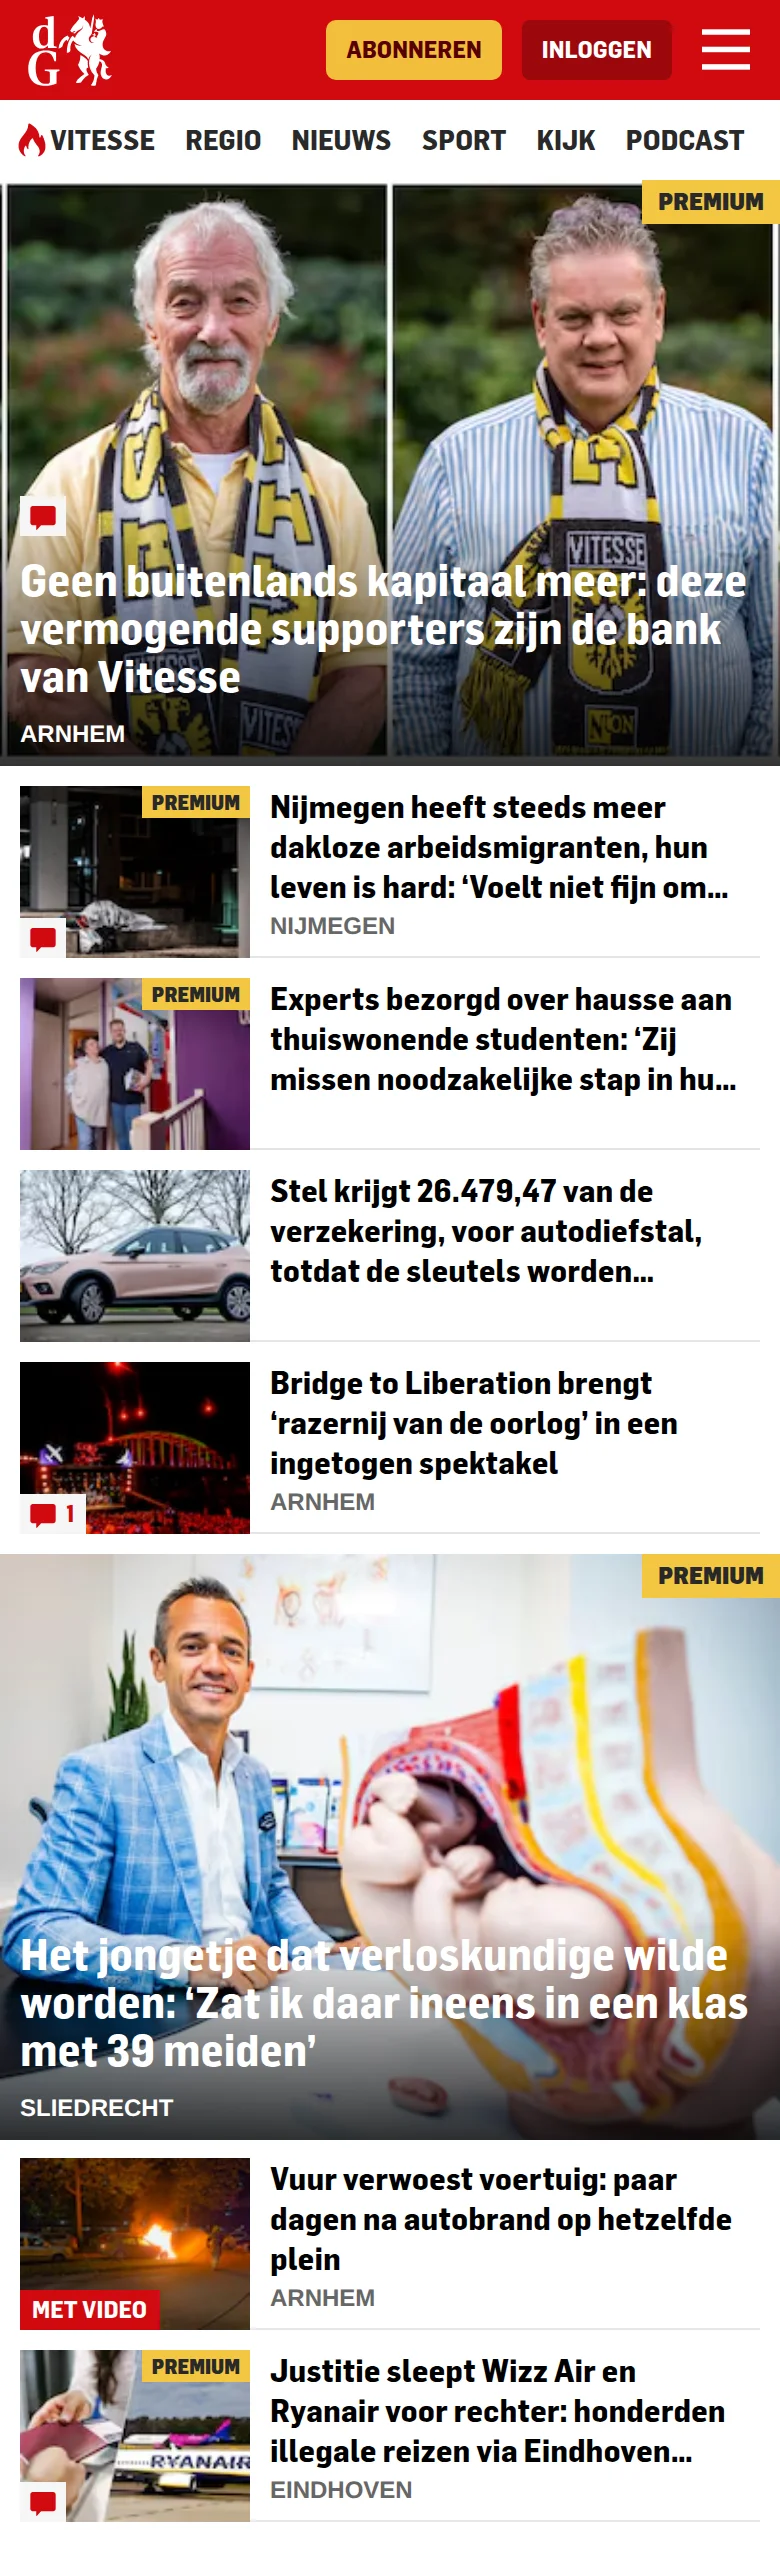 dG
ABONNEREN
INLOGGEN
VITESSE REGIO NIEUWS SPORT KIJK PODCAST
PREMIUM
VITESSE
Geen buitenlands kapitaal meer: deze
vermogende supporters zijn de bank
van Vitesse
ARNHEM
PREMIUM
Nijmegen heeft steeds meer
dakloze arbeidsmigranten, hun
leven is hard: ‘Voelt niet fijn om...
NIJMEGEN
PREMIUM
Experts bezorgd over hausse aan
thuiswonende studenten: ‘Zij
missen noodzakelijke stap in hu...
Stel krijgt 26.479,47 van de
verzekering, voor autodiefstal,
totdat de sleutels worden...
Bridge to Liberation brengt
‘razernij van de oorlog’ in een
ingetogen spektakel
ARNHEM
1
PREMIUM
Het jongetje dat verloskundige wilde
worden: ‘Zat ik daar ineens in een klas
met 39 meiden’
SLIEDRECHT
Vuur verwoest voertuig: paar
dagen na autobrand op hetzelfde
plein
ARNHEM
MET VIDEO
PREMIUM
Justitie sleept Wizz Air en
Ryanair voor rechter: honderden
illegale reizen via Eindhoven...
EINDHOVEN
RYANAIR